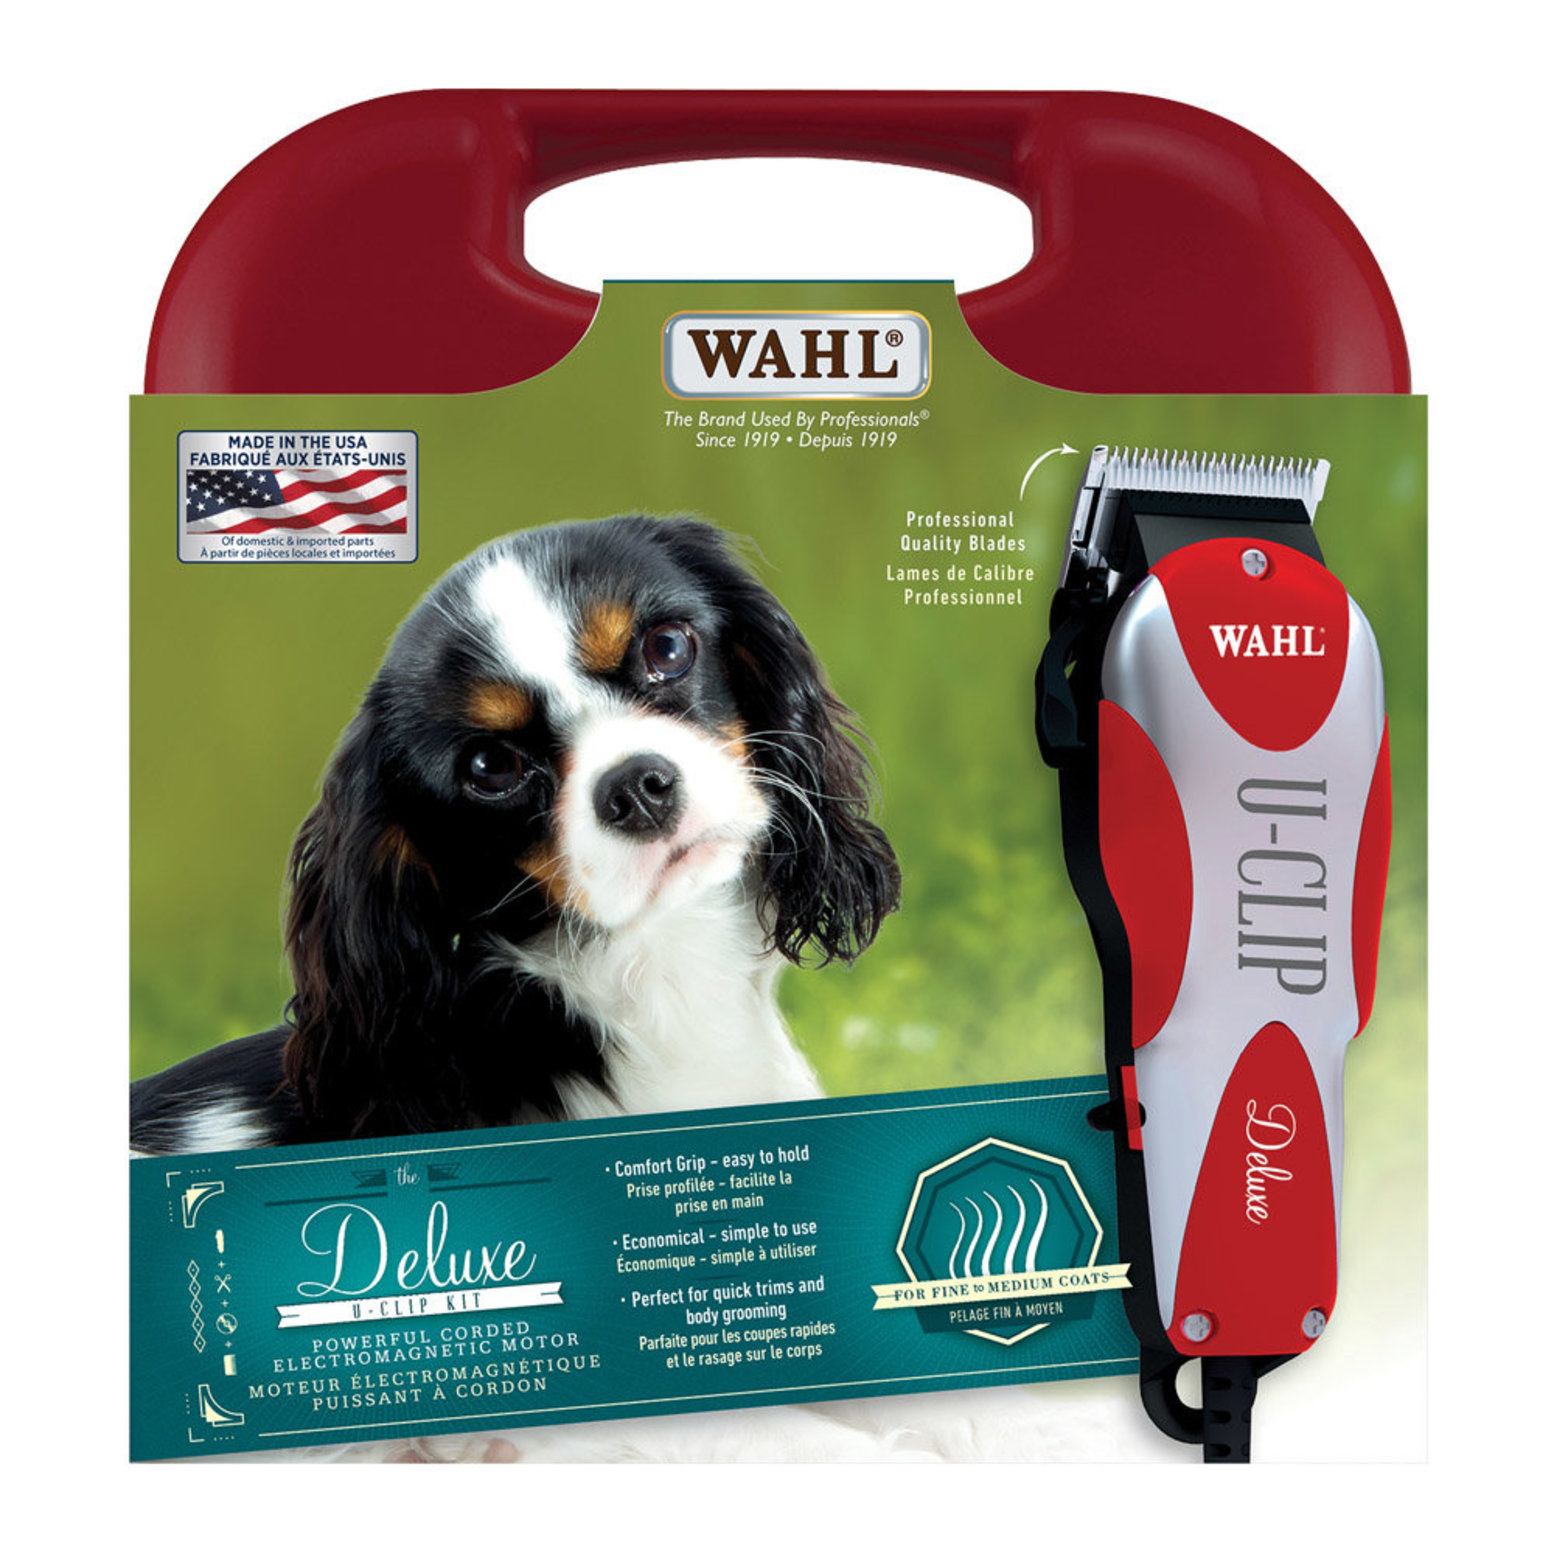 WAHL®
The Brand Used By Professionals®
Since 1919 • Depuis 1919
MADE IN THE USA
FABRIQUÉ AUX ÉTATS-UNIS
Of domestic & imported parts
À partir de pièces locales et importées
Professional
Quality Blades
Lames de Calibre
Professionnel
WAHL
U-CLIP
Deluxe
the
Deluxe
U-CLIP KIT
POWERFUL CORDED
ELECTROMAGNETIC MOTOR
MOTEUR ÉLECTROMAGNÉTIQUE
PUISSANT À CORDON
• Comfort Grip – easy to hold
Prise profilée – facilite la
prise en main
• Economical – simple to use
Économique – simple à utiliser
• Perfect for quick trims and
body grooming
Parfaite pour les coupes rapides
et le rasage sur le corps
FOR FINE to MEDIUM COATS
PELAGE FIN À MOYEN